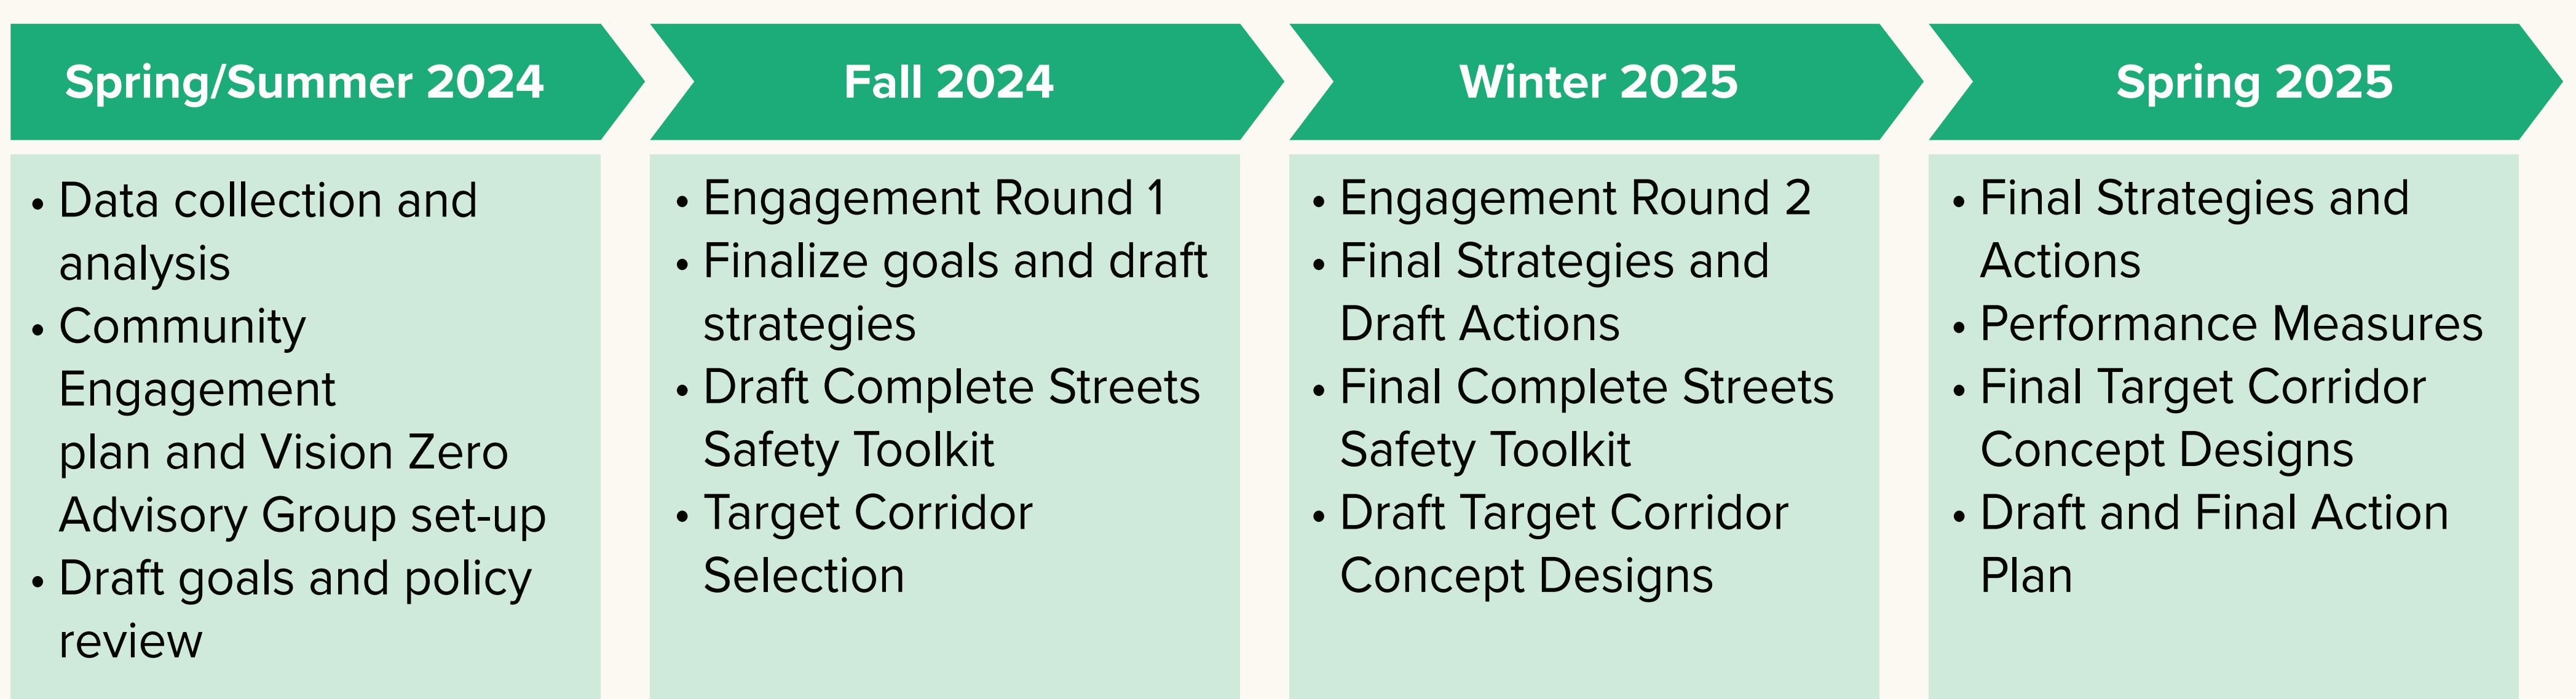 Spring/Summer 2024
• Data collection and
analysis
• Community
Engagement
plan and Vision Zero
Advisory Group set-up
• Draft goals and policy
review
Fall 2024
• Engagement Round 1
• Finalize goals and draft
strategies
• Draft Complete Streets
Safety Toolkit
• Target Corridor
Selection
Winter 2025
• Engagement Round 2
• Final Strategies and
Draft Actions
• Final Complete Streets
Safety Toolkit
• Draft Target Corridor
Concept Designs
Spring 2025
• Final Strategies and
Actions
• Performance Measures
• Final Target Corridor
Concept Designs
• Draft and Final Action
Plan